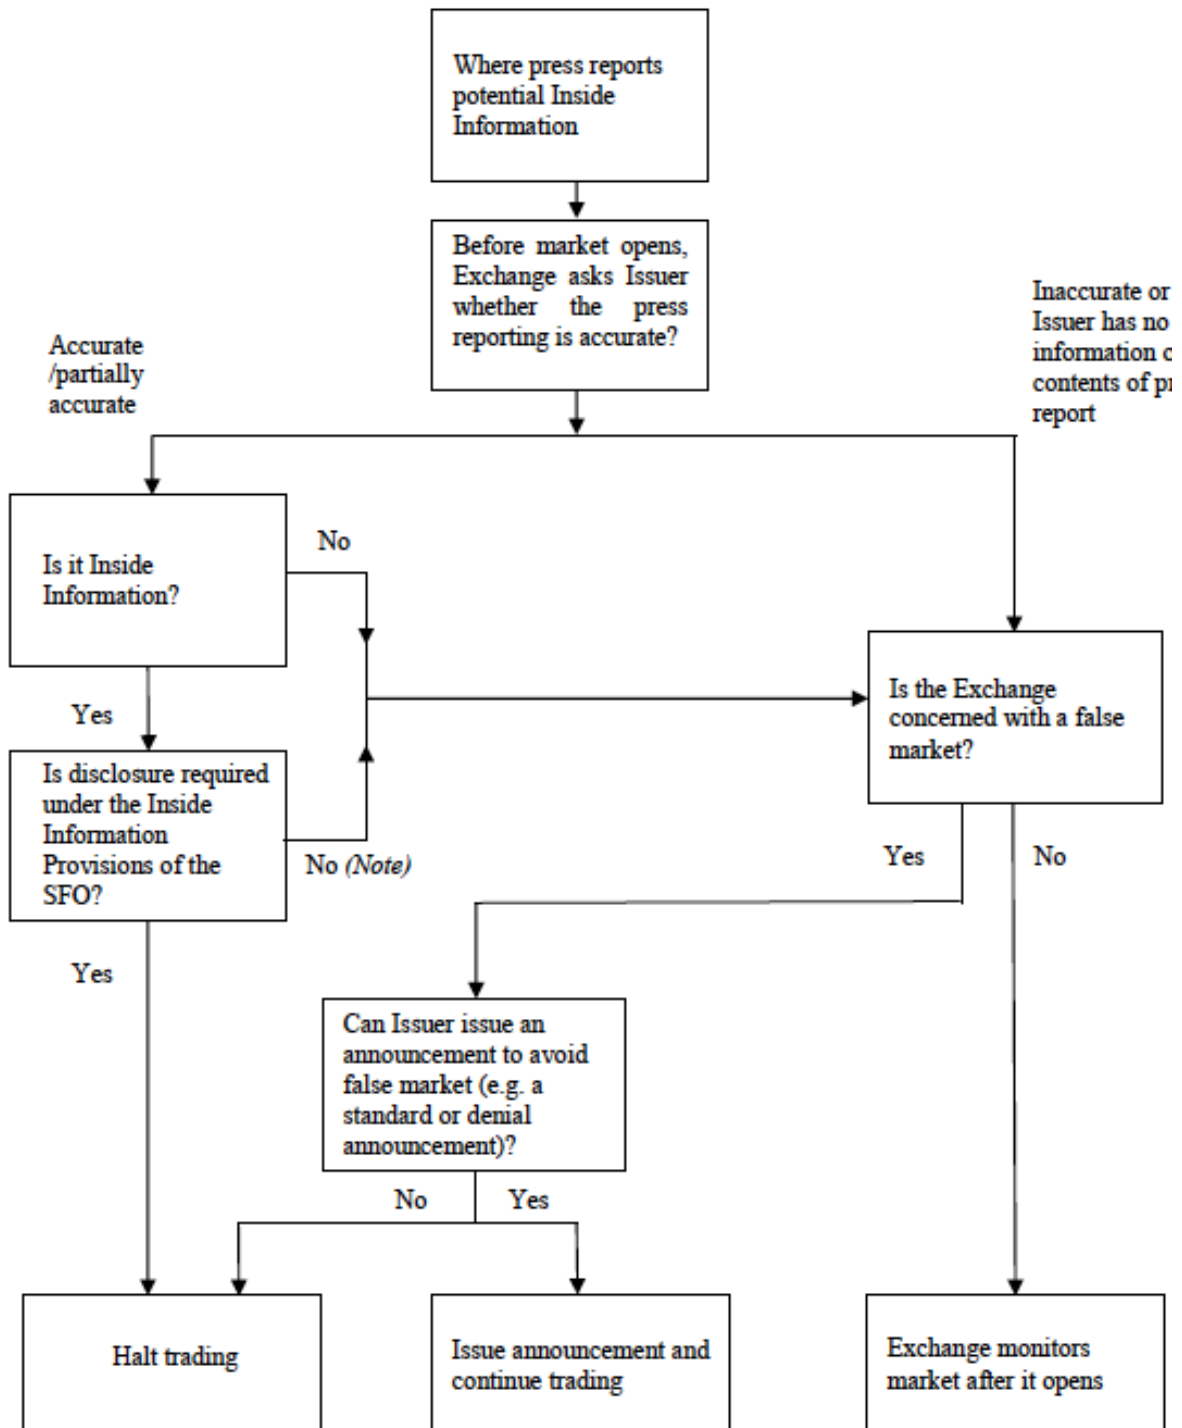 Where press reports
potential Inside
Information
Before market opens,
Exchange asks Issuer
whether the press
reporting is accurate?
Accurate
/partially
accurate
Inaccurate or
Issuer has no
information
contents of
report
Is it Inside
Information?
No
Yes
Is the Exchange
concerned with a false
market?
Is disclosure required
under the Inside
Information
Provisions of the
SFO?
No (Note)
Yes
No
Yes
Can Issuer issue an
announcement to avoid
false market (e.g. a
standard or denial
announcement)?
No
Yes
Halt trading
Issue announcement and
continue trading
Exchange monitors
market after it opens